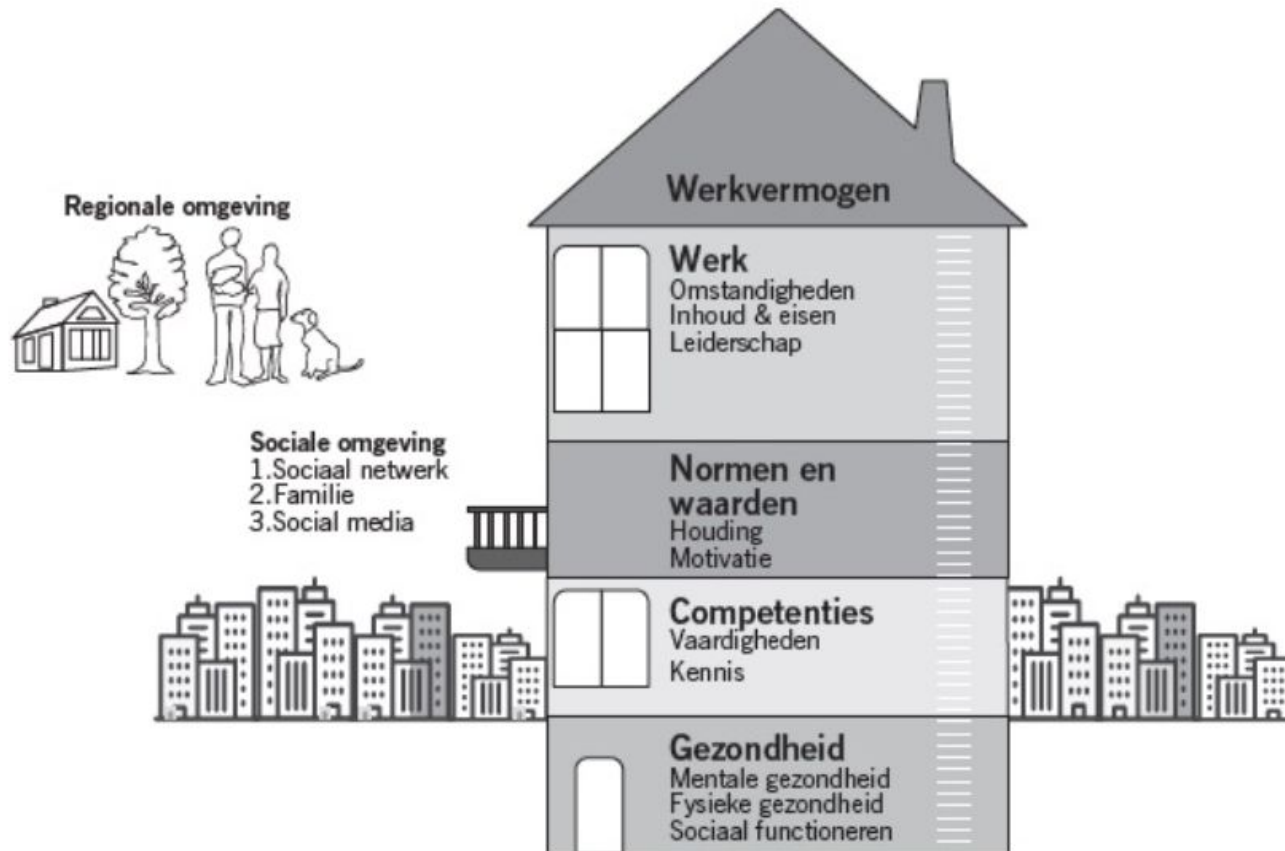 Regionale omgeving
Sociale omgeving
1.Sociaal netwerk
2.Familie
3.Social media
Werkvermogen
Werk
Omstandigheden
Inhoud & eisen
Leiderschap
Normen en
waarden
Houding
Motivatie
Competenties
Vaardigheden
Kennis
Gezondheid
Mentale gezondheid
Fysieke gezondheid
Sociaal functioneren